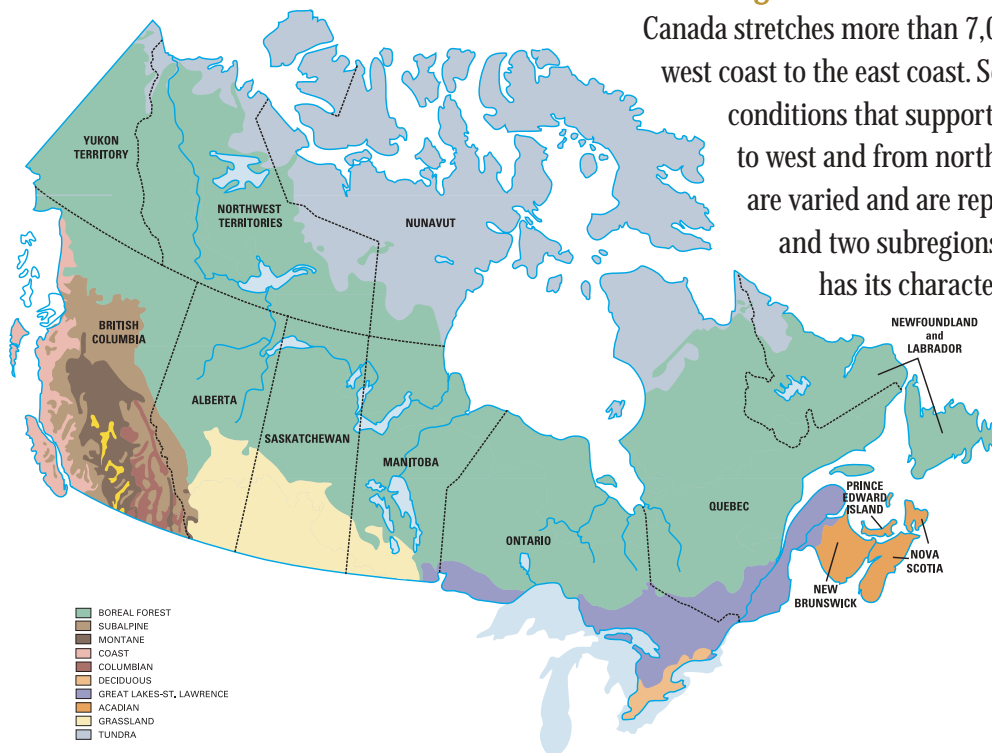 Canada stretches more than 7,0
west coast to the east coast. S
conditions that support
to west and from north
are varied and are rep
and two subregions
has its characte
YUKON
TERRITORY
NORTHWEST
TERRITORIES
NUNAVUT
BRITISH
COLUMBIA
ALBERTA
SASKATCHEWAN
MANITOBA
ONTARIO
QUEBEC
NEWFOUNDLAND
and
LABRADOR
PRINCE
EDWARD
ISLAND
NOVA
SCOTIA
NEW
BRUNSWICK
BOREAL FOREST
SUBALPINE
MONTANE
COAST
COLUMBIAN
DECIDUOUS
GREAT LAKES-ST. LAWRENCE
ACADIAN
GRASSLAND
TUNDRA